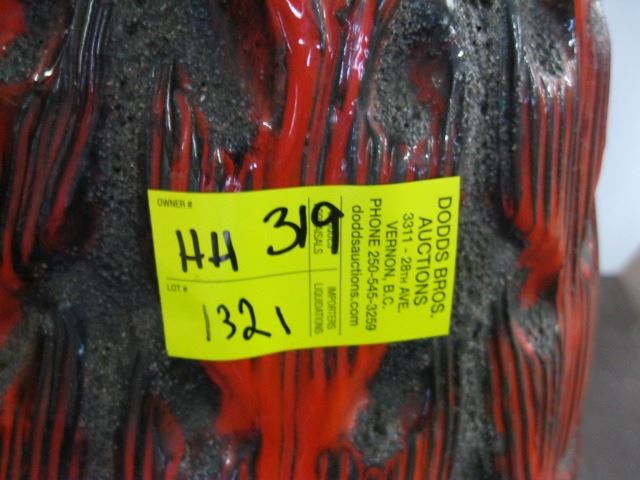 OWNER #
HH 319
LOT #
1321
IMPORTERS
LIQUIDATIONS
DODDS BROS.
AUCTIONS
3311 - 28TH AVE.
VERNON, B.C.
PHONE 250-545-3259
doddsauctions.com